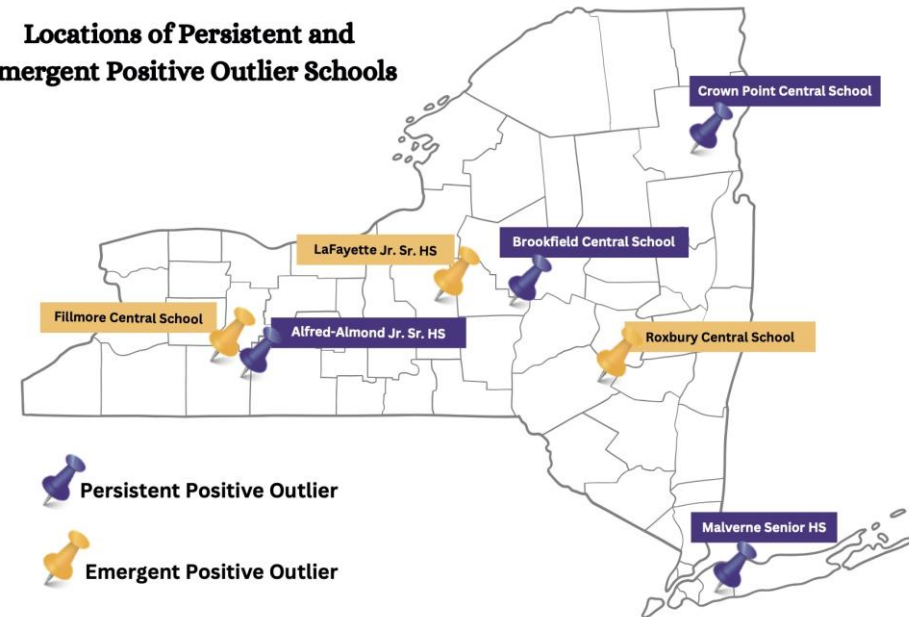 Locations of Persistent and
mergent Positive Outlier Schools
Crown Point Central School
Brookfield Central School
LaFayette Jr. Sr. HS
Fillmore Central School
Alfred-Almond Jr. Sr. HS
Roxbury Central School
Persistent Positive Outlier
Malverne Senior HS
Emergent Positive Outlier